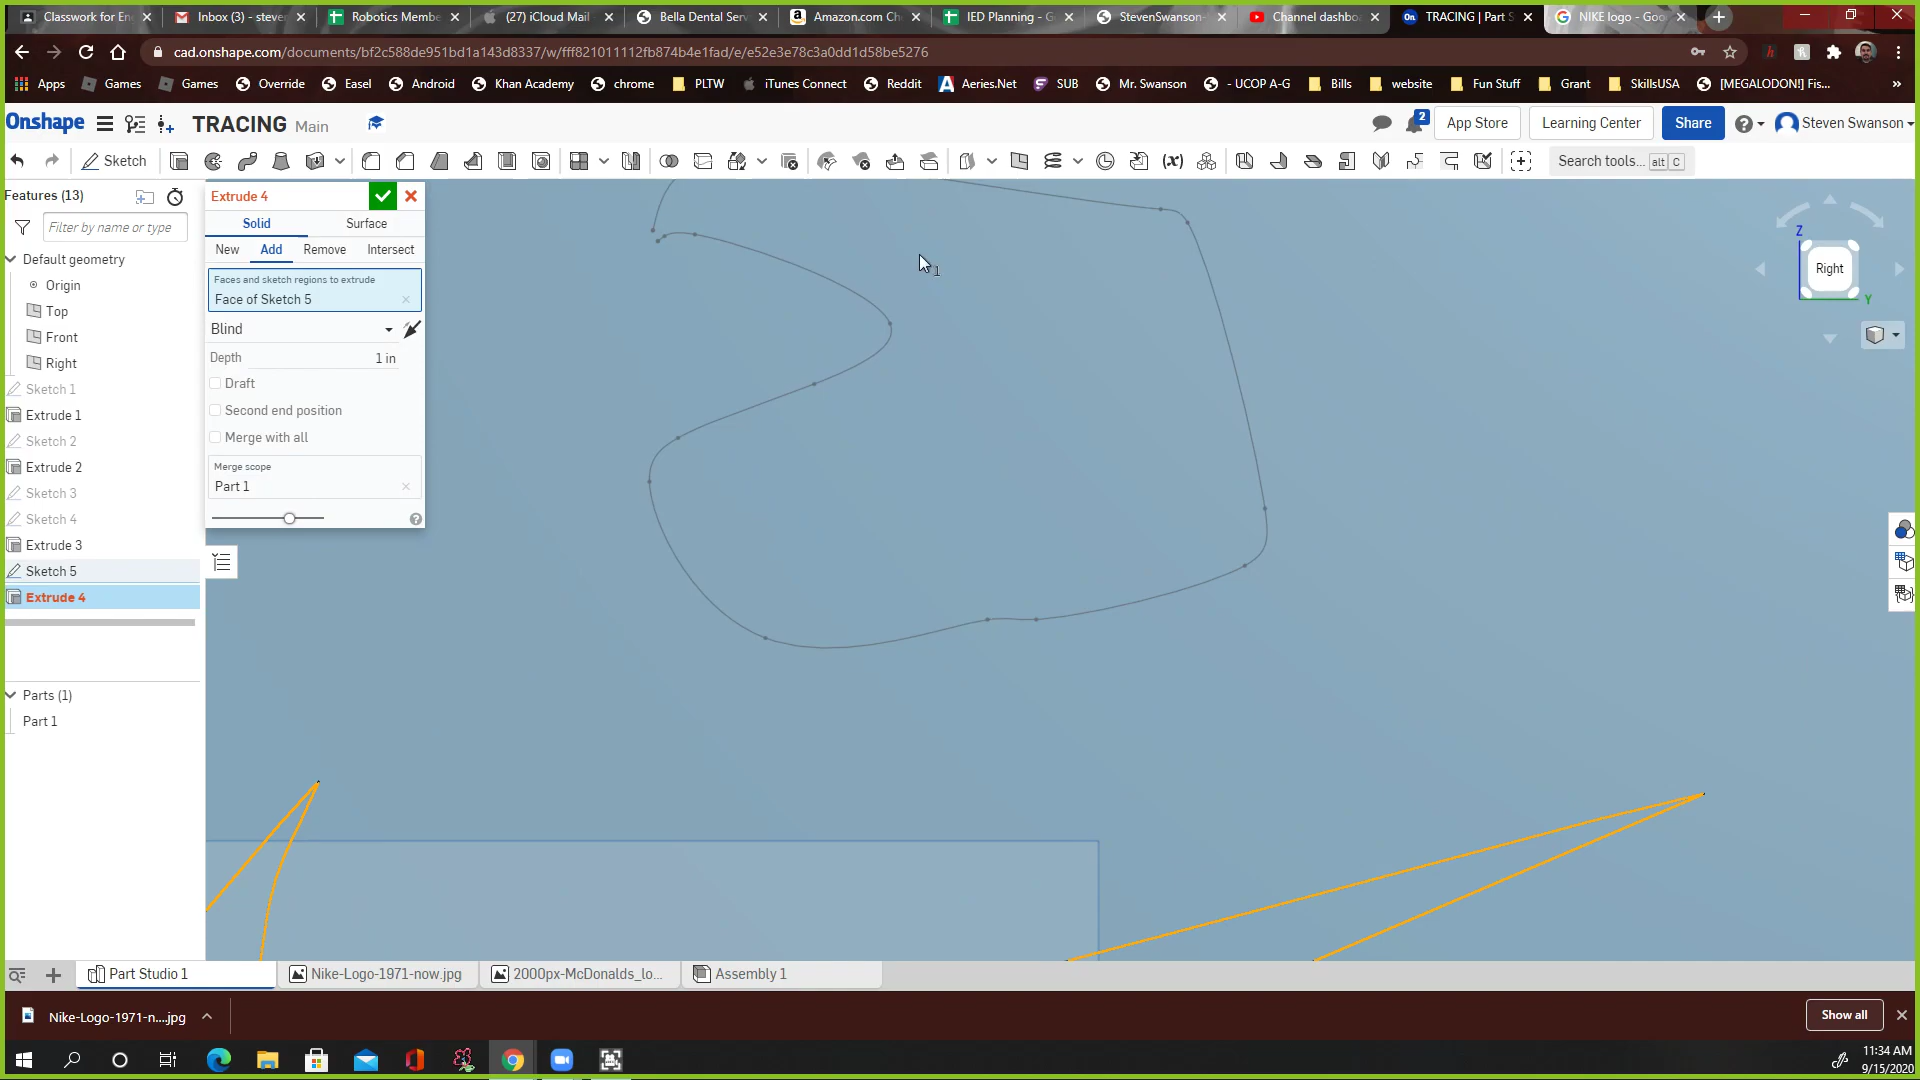 Classwork for En
Inbox (3) - steven
Robotics Membe
(27) iCloud Mail
Bella Dental Serv
Amazon.com Ch
IED Planning - G
StevenSwanson-
Channel dashboa
TRACING | Part S
NIKE logo - Goo
cad.onshape.com/documents/bf2c588de951bd1a143d8337/w/fff821011112fb874b4e1fad/e/e52e3e78c3a0dd1d58be5276
Apps
Games
Games
Override
Easel
Android
Khan Academy
chrome
PLTW
iTunes Connect
Reddit
Aeries.Net
SUB
Mr. Swanson
- UCOP A-G
Bills
website
Fun Stuff
Grant
SkillsUSA
[MEGALODON!] Fis...
»
Onshape
TRACING Main
2
App Store
Learning Center
Share
Steven Swanson
Sketch
Search tools... alt C
Features (13)
Filter by name or type
Default geometry
Origin
Top
Front
Right
Sketch 1
Extrude 1
Sketch 2
Extrude 2
Sketch 3
Sketch 4
Extrude 3
Sketch 5
Extrude 4
Parts (1)
Part 1
Extrude 4
Solid Surface
New Add Remove Intersect
Faces and sketch regions to extrude
Face of Sketch 5
Blind
Depth 1 in
Draft
Second end position
Merge with all
Merge scope
Part 1
1
Z
Right
Y
Part Studio 1
Nike-Logo-1971-now.jpg
2000px-McDonalds_lo...
Assembly 1
Nike-Logo-1971-n....jpg
Show all
11:34 AM
9/15/2020